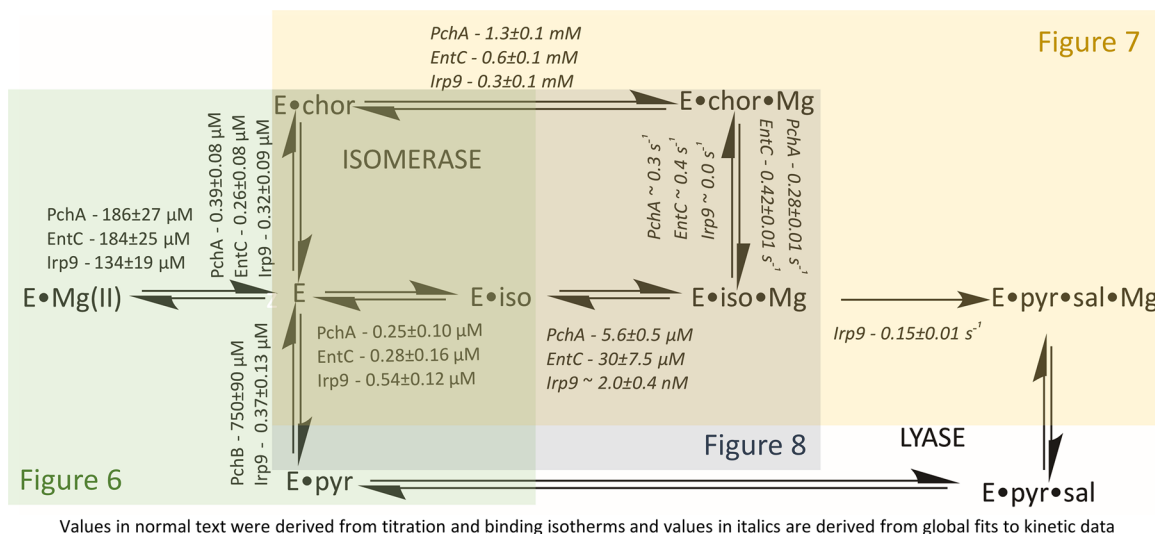 PchA - 1.3±0.1 mM
EntC - 0.6±0.1 mM
Irp9 - 0.3±0.1 mM
Figure 7
E•chor
E•chor•Mg
ISOMERASE
PchA - 0.39±0.08 µM
EntC - 0.26±0.08 µM
Irp9 - 0.32±0.09 µM
PchA ~ 0.3 s⁻¹
EntC ~ 0.4 s⁻¹
Irp9 ~ 0.0 s⁻¹
PchA - 0.28±0.01 s⁻¹
EntC - 0.42±0.01 s⁻¹
PchA - 186±27 µM
EntC - 184±25 µM
Irp9 - 134±19 µM
E•Mg(II)
E
E•iso
E•iso•Mg
E•pyr•sal•Mg
PchA - 0.25±0.10 µM
EntC - 0.28±0.16 µM
Irp9 - 0.54±0.12 µM
PchA - 5.6±0.5 µM
EntC - 30±7.5 µM
Irp9 ~ 2.0±0.4 nM
Irp9 - 0.15±0.01 s⁻¹
PchB - 750±90 µM
Irp9 - 0.37±0.13 µM
LYASE
Figure 8
Figure 6
E•pyr
E•pyr•sal
Values in normal text were derived from titration and binding isotherms and values in italics are derived from global fits to kinetic data